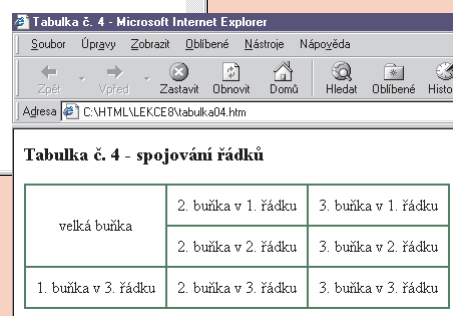 Tabulka č. 4 - Microsoft Internet Explorer
Soubor Úpravy Zobrazit Oblíbené Nástroje Nápověda
Zpět Vpřed Zastavit Obnovit Domů Hledat Oblíbené Histo
Adresa C:\HTML\LEKCE8\tabulka04.htm
Tabulka č. 4 - spojování řádků
velká buňka 2. buňka v 1. řádku 3. buňka v 1. řádku
2. buňka v 2. řádku 3. buňka v 2. řádku
1. buňka v 3. řádku 2. buňka v 3. řádku 3. buňka v 3. řádku